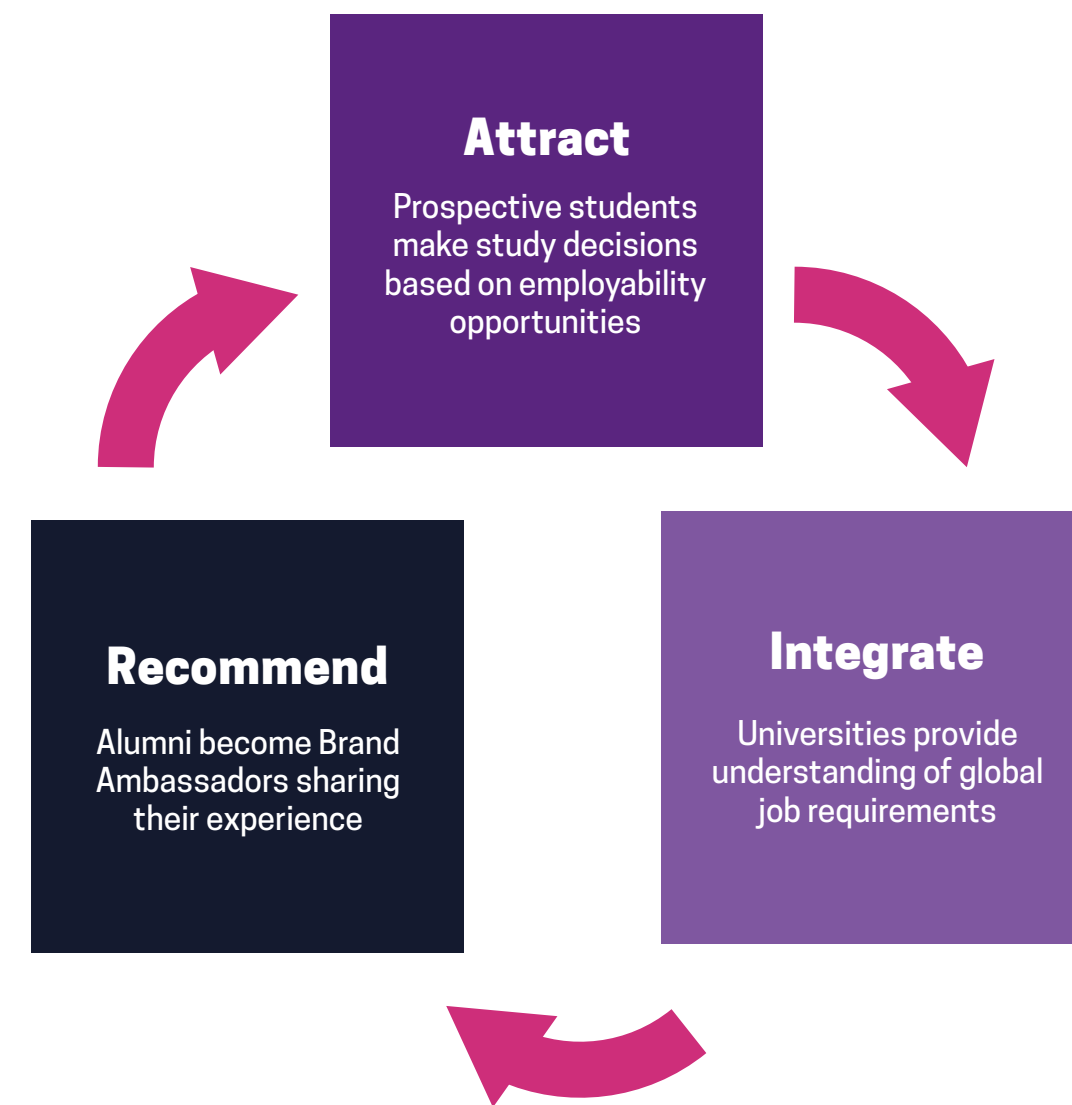 Attract
Prospective students
make study decisions
based on employability
opportunities
Integrate
Universities provide
understanding of global
job requirements
Recommend
Alumni become Brand
Ambassadors sharing
their experience